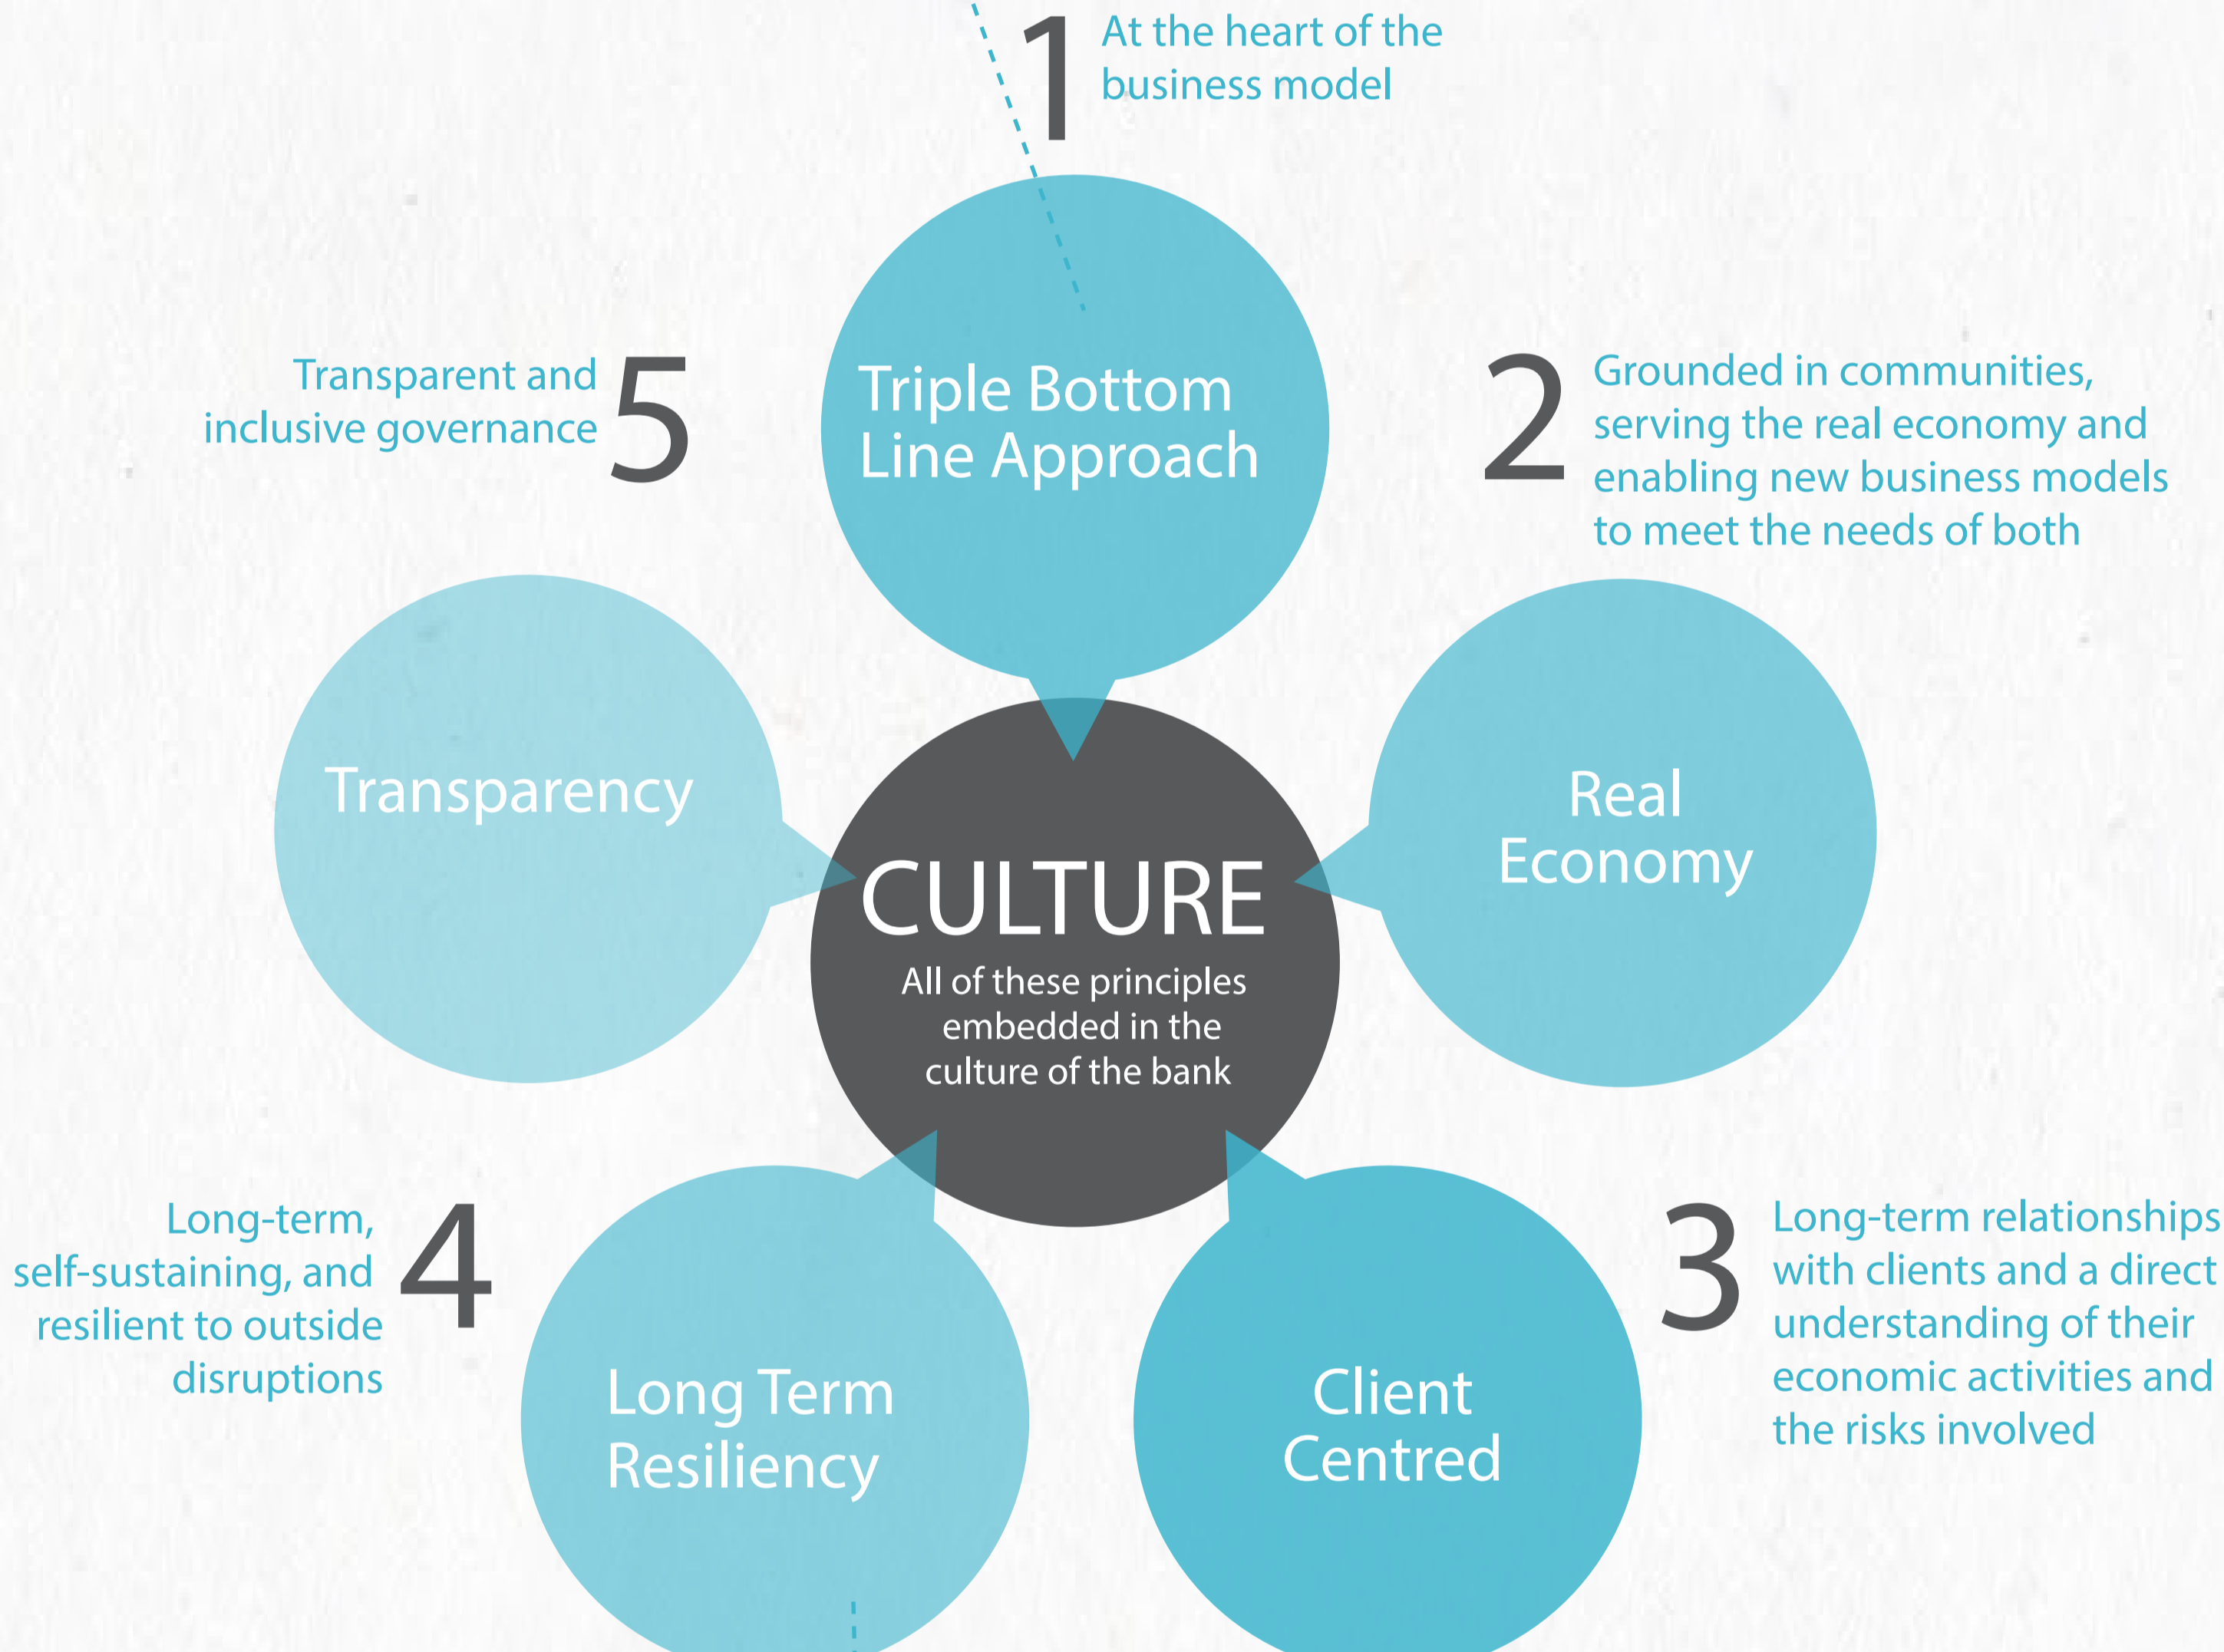 1
At the heart of the
business model
Triple Bottom
Line Approach
2
Grounded in communities,
serving the real economy and
enabling new business models
to meet the needs of both
Real
Economy
3
Long-term relationships
with clients and a direct
understanding of their
economic activities and
the risks involved
Client
Centred
4
Long-term,
self-sustaining, and
resilient to outside
disruptions
Long Term
Resiliency
5
Transparent and
inclusive governance
Transparency
CULTURE
All of these principles
embedded in the
culture of the bank